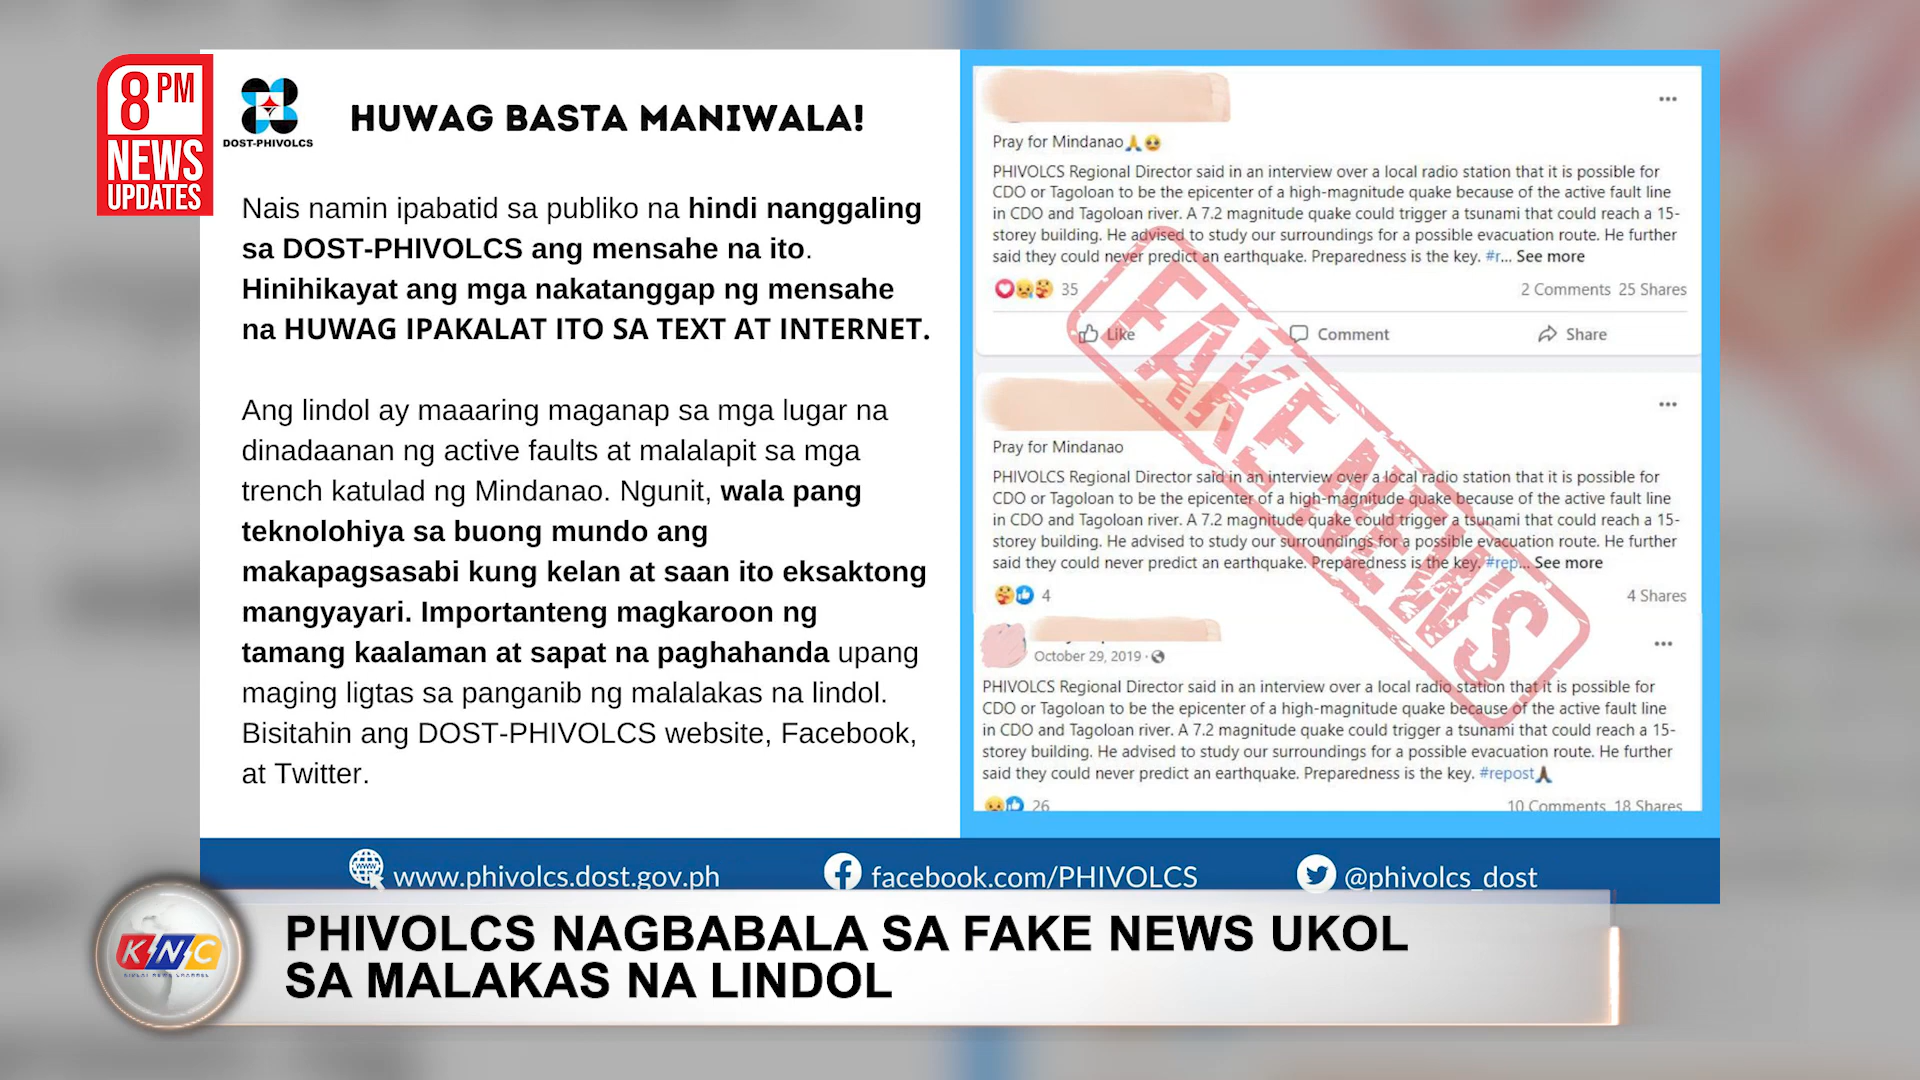 8 PM
NEWS
UPDATES
DOST-PHIVOLCS
HUWAG BASTA MANIWALA!
Nais namin ipabatid sa publiko na hindi nanggaling
sa DOST-PHIVOLCS ang mensahe na ito.
Hinihikayat ang mga nakatanggap ng mensahe
na HUWAG IPAKALAT ITO SA TEXT AT INTERNET.
Ang lindol ay maaaring maganap sa mga lugar na
dinadaanan ng active faults at malalapit sa mga
trench katulad ng Mindanao. Ngunit, wala pang
teknolohiya sa buong mundo ang
makapagsasabi kung kelan at saan ito eksaktong
mangyayari. Importanteng magkaroon ng
tamang kaalaman at sapat na paghahanda upang
maging ligtas sa panganib ng malalakas na lindol.
Bisitahin ang DOST-PHIVOLCS website, Facebook,
at Twitter.
Pray for Mindanao🙏🥹
PHIVOLCS Regional Director said in an interview over a local radio station that it is possible for
CDO or Tagoloan to be the epicenter of a high-magnitude quake because of the active fault line
in CDO and Tagoloan river. A 7.2 magnitude quake could trigger a tsunami that could reach a 15-
storey building. He advised to study our surroundings for a possible evacuation route. He further
said they could never predict an earthquake. Preparedness is the key. #r... See more
35
2 Comments 25 Shares
Like
Comment
Share
Pray for Mindanao
PHIVOLCS Regional Director said in an interview over a local radio station that it is possible for
CDO or Tagoloan to be the epicenter of a high-magnitude quake because of the active fault line
in CDO and Tagoloan river. A 7.2 magnitude quake could trigger a tsunami that could reach a 15-
storey building. He advised to study our surroundings for a possible evacuation route. He further
said they could never predict an earthquake. Preparedness is the key. #rep... See more
4
4 Shares
October 29, 2019 ·
PHIVOLCS Regional Director said in an interview over a local radio station that it is possible for
CDO or Tagoloan to be the epicenter of a high-magnitude quake because of the active fault line
in CDO and Tagoloan river. A 7.2 magnitude quake could trigger a tsunami that could reach a 15-
storey building. He advised to study our surroundings for a possible evacuation route. He further
said they could never predict an earthquake. Preparedness is the key. #repost🙏🏿
26
10 Comments 18 Shares
FAKE NEWS
www.phivolcs.dost.gov.ph
facebook.com/PHIVOLCS
@phivolcs_dost
KNC
PHIVOLCS NAGBABALA SA FAKE NEWS UKOL
SA MALAKAS NA LINDOL